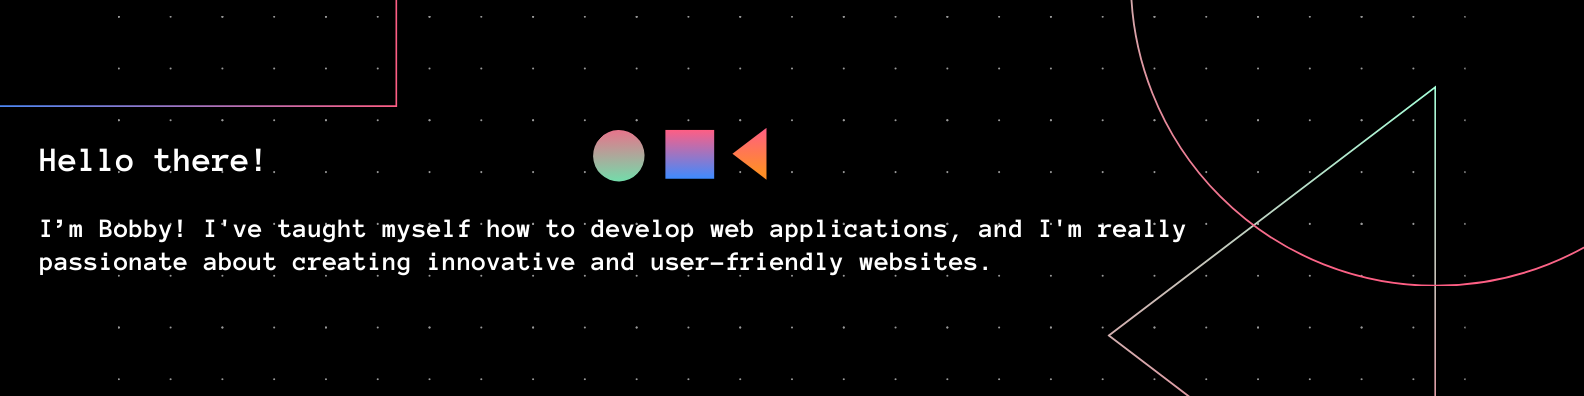 Hello there!
I’m Bobby! I've taught myself how to develop web applications, and I'm really
passionate about creating innovative and user-friendly websites.